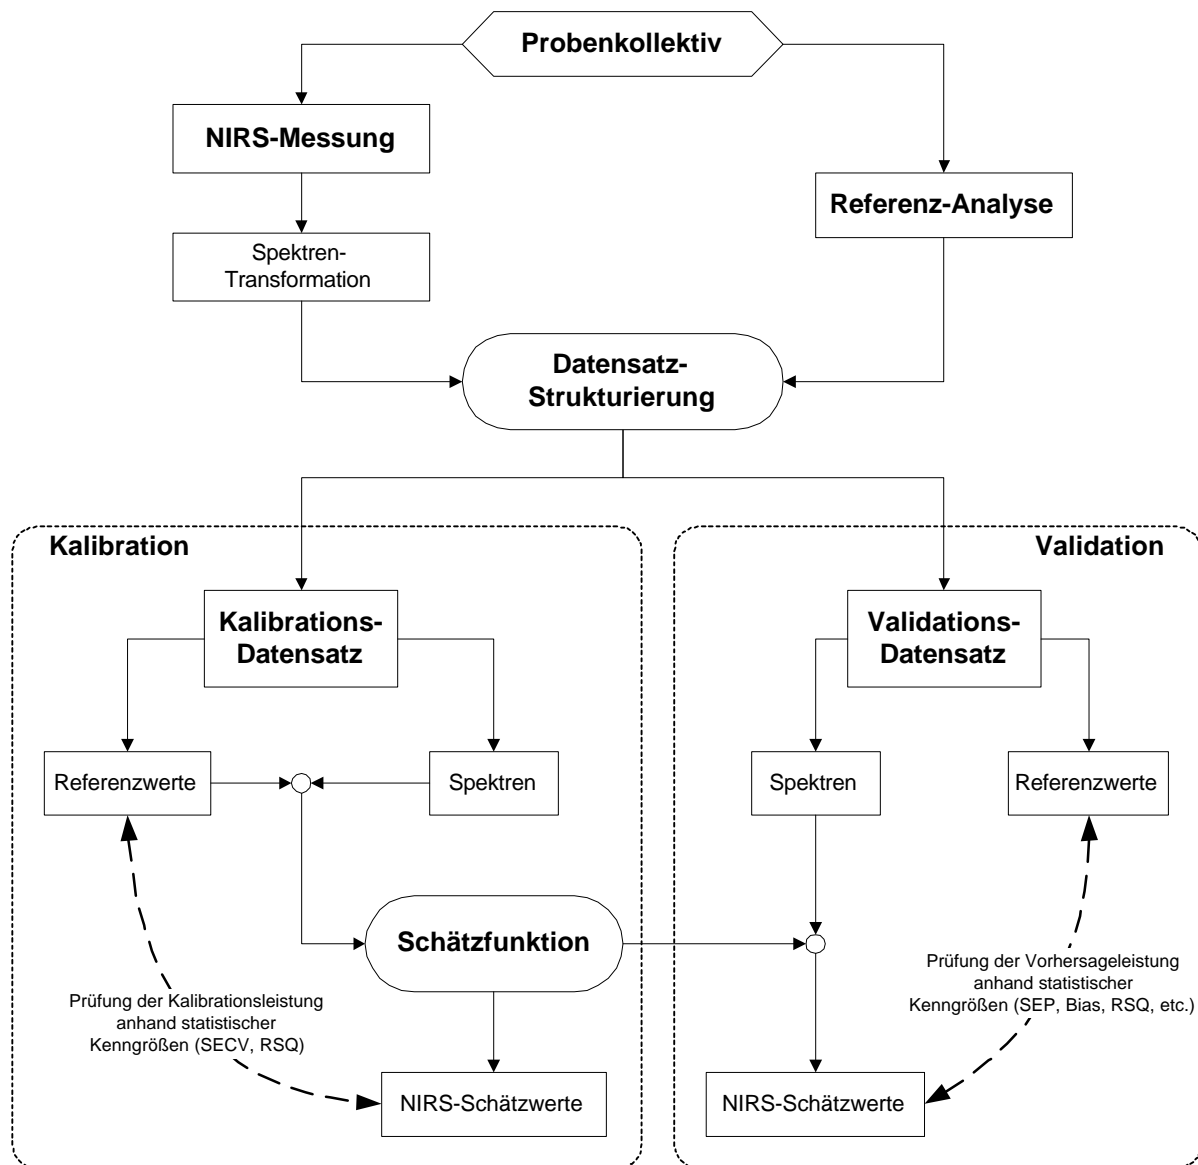 Probenkollektiv
NIRS-Messung
Referenz-Analyse
Spektren-
Transformation
Datensatz-
Strukturierung
Kalibration
Validation
Kalibrations-
Datensatz
Validations-
Datensatz
Referenzwerte
Spektren
Spektren
Referenzwerte
Schätzfunktion
Prüfung der Kalibrationsleistung
anhand statistischer
Kenngrößen (SECV, RSQ)
Prüfung der Vorhersageleistung
anhand statistischer
Kenngrößen (SEP, Bias, RSQ, etc.)
NIRS-Schätzwerte
NIRS-Schätzwerte